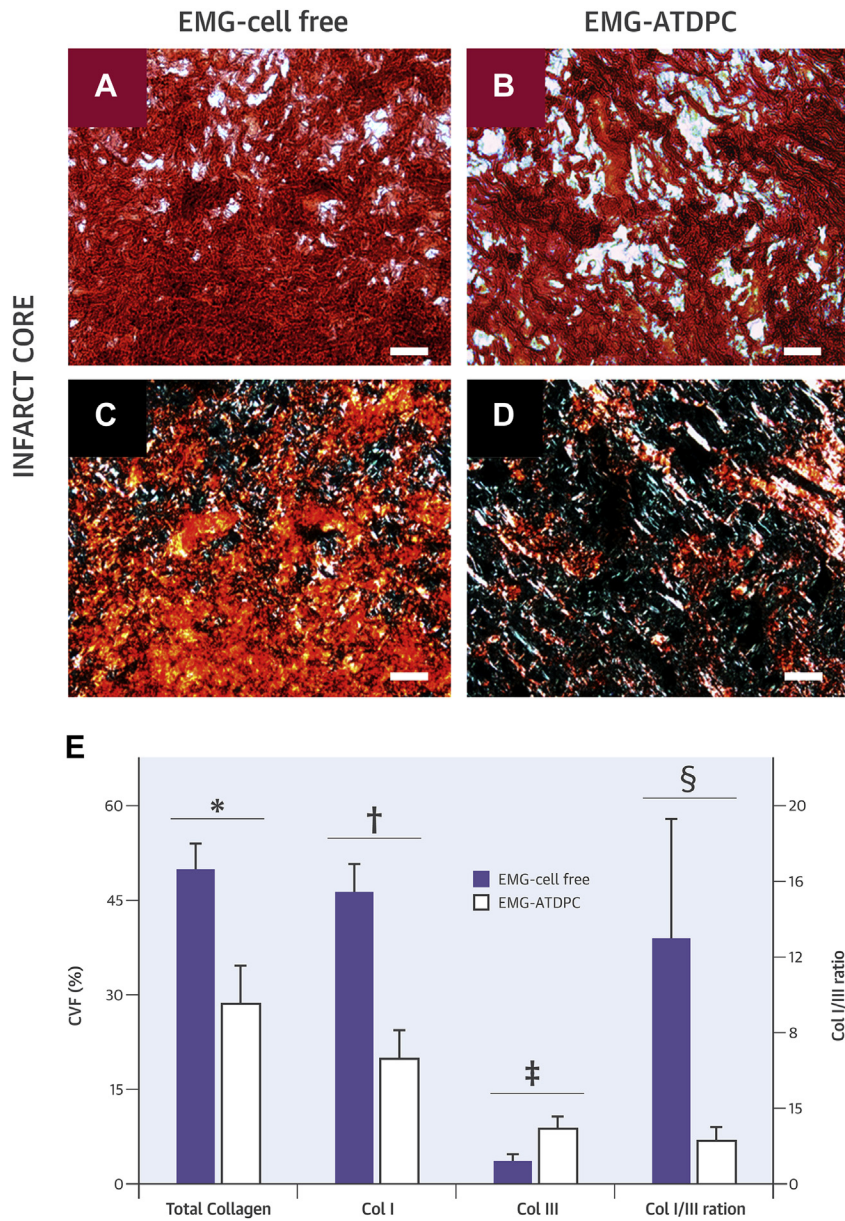 EMG-cell free
EMG-ATDPC
INFARCT CORE
A
B
C
D
E
*
†
‡
§
EMG-cell free
EMG-ATDPC
CVF (%)
60
45
30
15
0
Col I/III ratio
20
16
12
8
15
0
Total Collagen
Col I
Col III
Col I/III ration